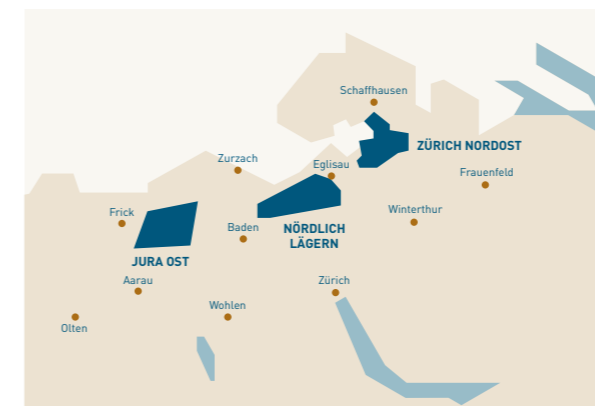 Schaffhausen
ZÜRICH NORDOST
Zurzach
Eglisau
Frauenfeld
Frick
Baden
NÖRDLICH
LÄGERN
Winterthur
JURA OST
Aarau
Zürich
Wohlen
Olten